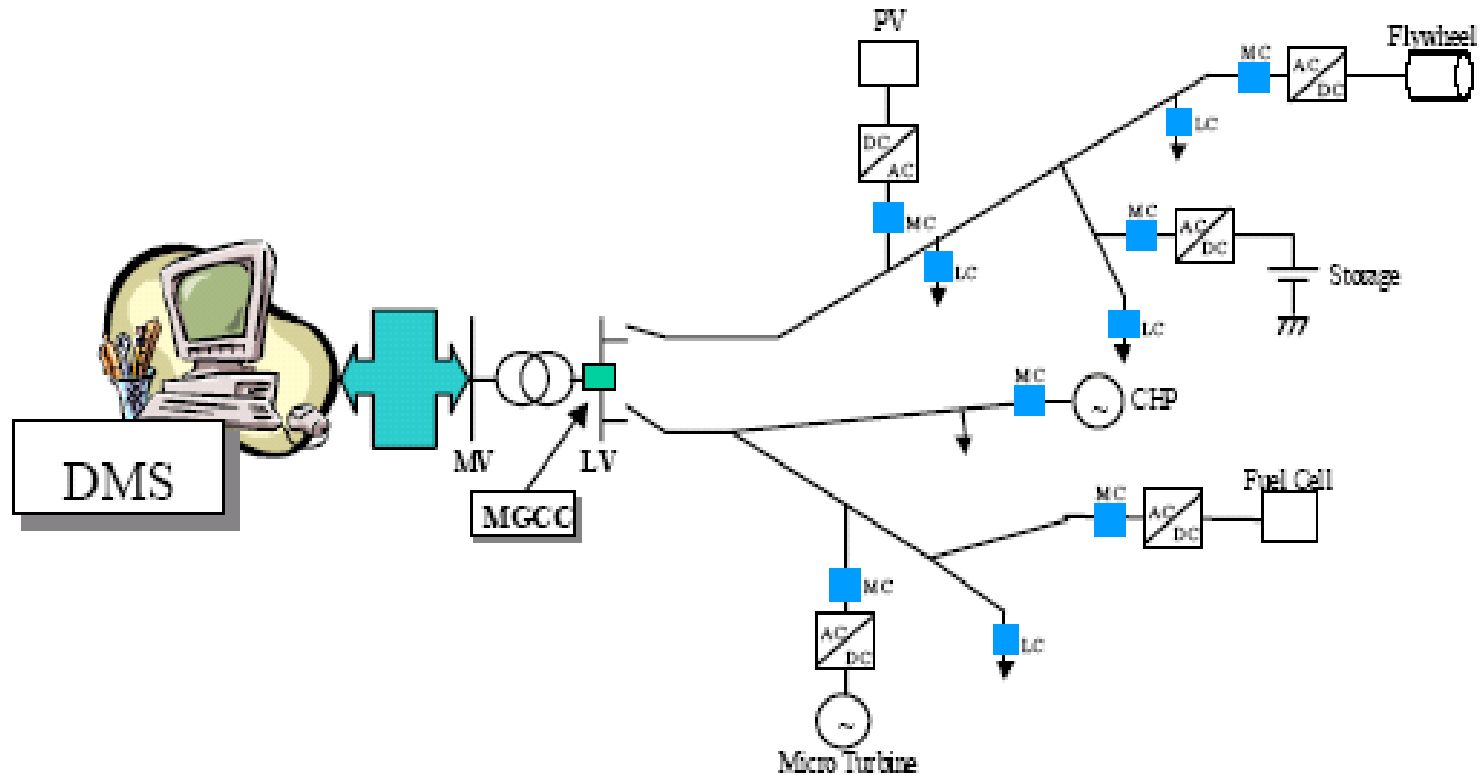 PV
Flywheel
MC
AC
DC
LC
DC
AC
MC
LC
MC
AC
DC
Storage
LC
MC
~
CHP
DMS
MV
LV
MGCC
MC
AC
DC
Fuel Cell
MC
AC
DC
LC
~
Micro Turbine